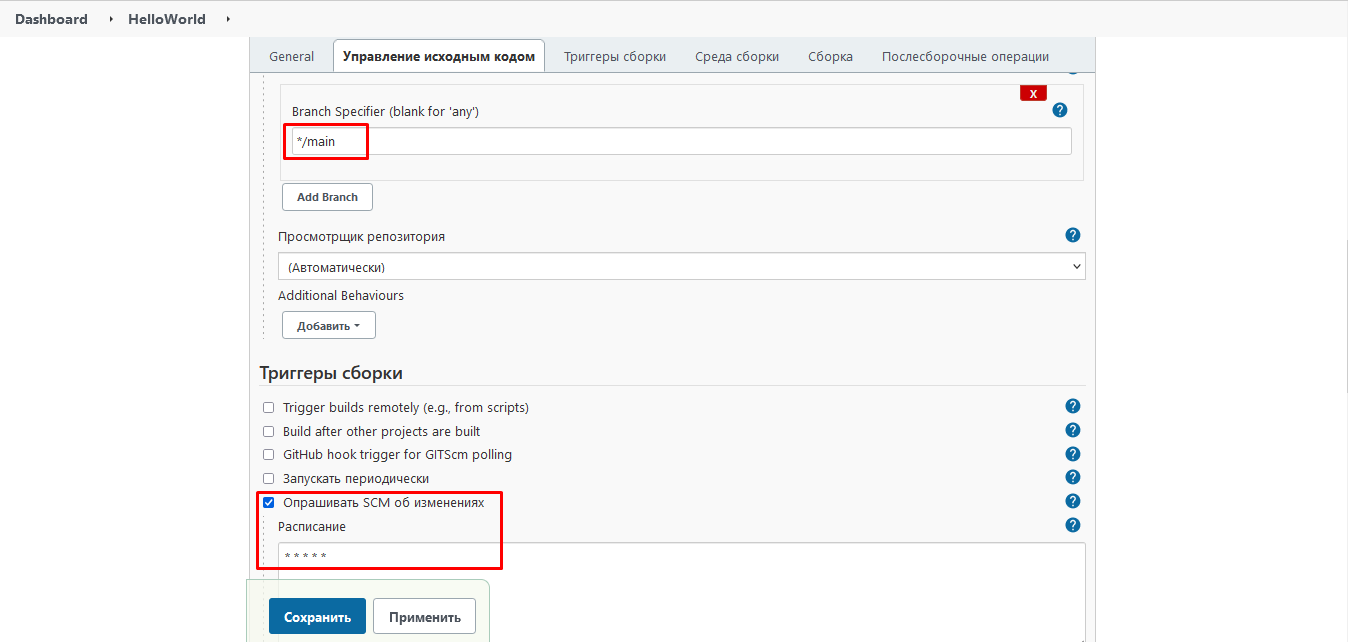 Dashboard HelloWorld
General Управление исходным кодом Триггеры сборки Среда сборки Сборка Послесборочные операции
X
Branch Specifier (blank for 'any') ?
*/main
Add Branch
Просмотрщик репозитория ?
(Автоматически)
Additional Behaviours
Добавить
Триггеры сборки
Trigger builds remotely (e.g., from scripts) ?
Build after other projects are built ?
GitHub hook trigger for GITScm polling ?
Запускать периодически ?
Опрашивать SCM об изменениях ?
Расписание ?
* * * * *
Сохранить Применить